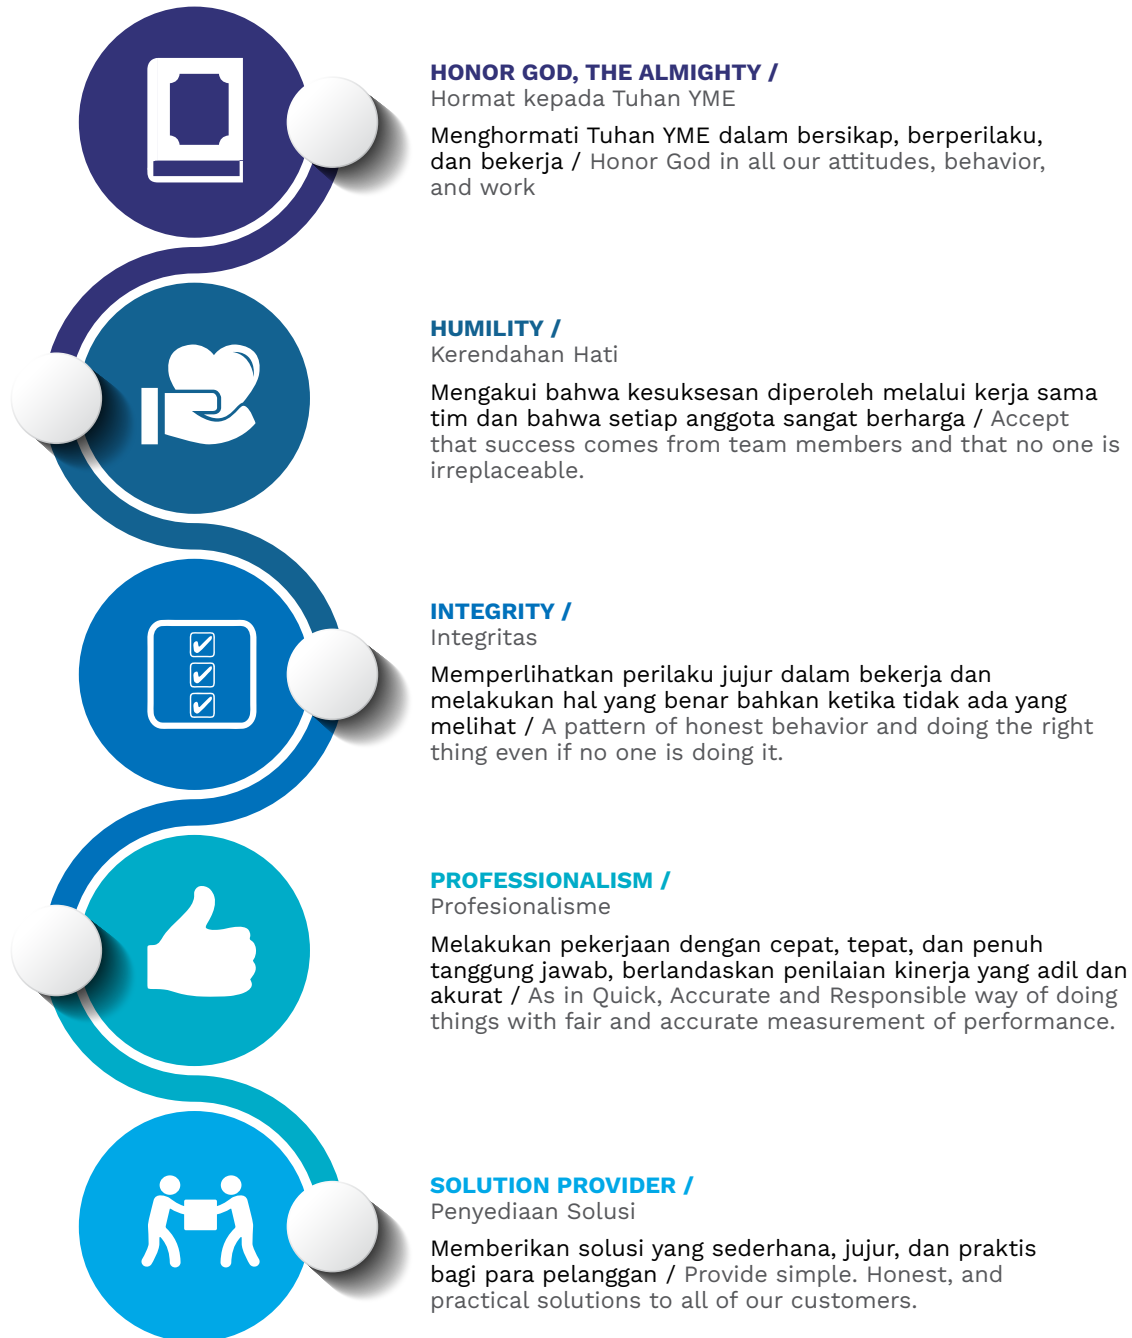 HONOR GOD, THE ALMIGHTY /
Hormat kepada Tuhan YME
Menghormati Tuhan YME dalam bersikap, berperilaku,
dan bekerja / Honor God in all our attitudes, behavior,
and work
HUMILITY /
Kerendahan Hati
Mengakui bahwa kesuksesan diperoleh melalui kerja sama
tim dan bahwa setiap anggota sangat berharga / Accept
that success comes from team members and that no one is
irreplaceable.
INTEGRITY /
Integritas
Memperlihatkan perilaku jujur dalam bekerja dan
melakukan hal yang benar bahkan ketika tidak ada yang
melihat / A pattern of honest behavior and doing the right
thing even if no one is doing it.
PROFESSIONALISM /
Profesionalisme
Melakukan pekerjaan dengan cepat, tepat, dan penuh
tanggung jawab, berlandaskan penilaian kinerja yang adil dan
akurat / As in Quick, Accurate and Responsible way of doing
things with fair and accurate measurement of performance.
SOLUTION PROVIDER /
Penyediaan Solusi
Memberikan solusi yang sederhana, jujur, dan praktis
bagi para pelanggan / Provide simple. Honest, and
practical solutions to all of our customers.